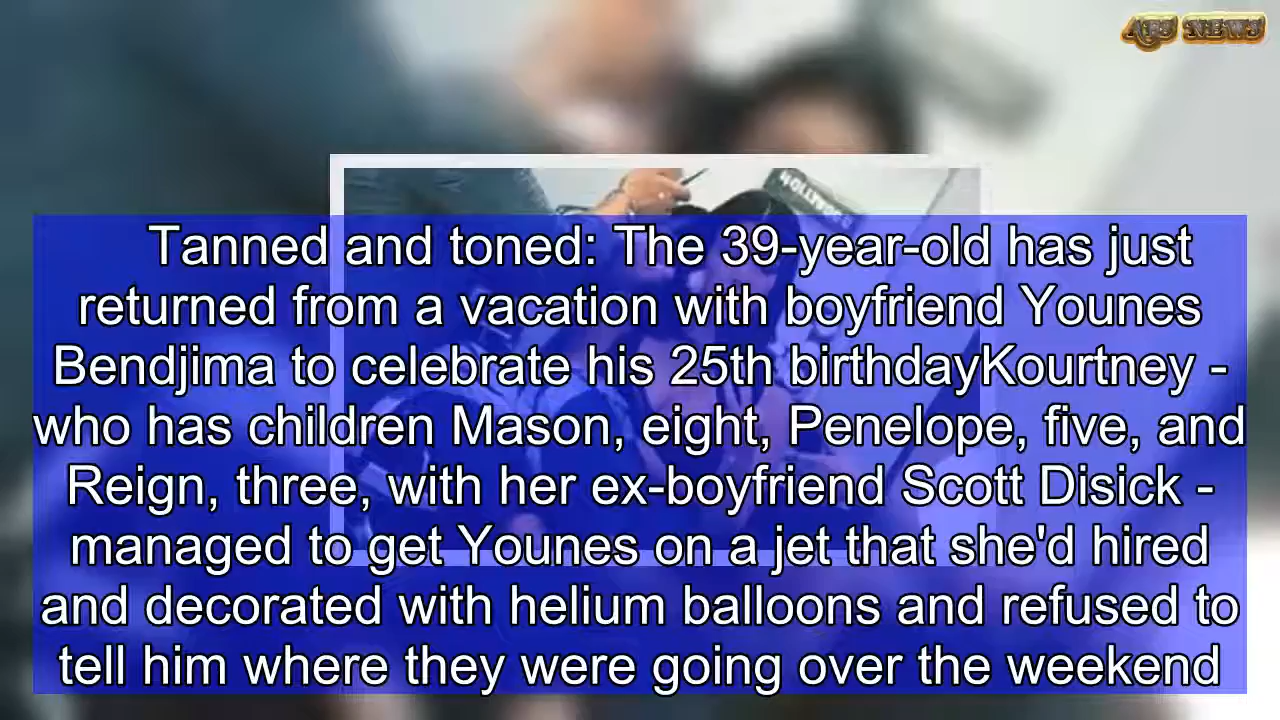 AFS NEWS
HOLLYWOOD
Tanned and toned: The 39-year-old has just
returned from a vacation with boyfriend Younes
Bendjima to celebrate his 25th birthdayKourtney -
who has children Mason, eight, Penelope, five, and
Reign, three, with her ex-boyfriend Scott Disick -
managed to get Younes on a jet that she'd hired
and decorated with helium balloons and refused to
tell him where they were going over the weekend